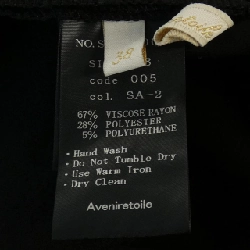 NO. S
38
code 005
col. SA-2
67% VISCOSE RAYON
28% POLYESTER
5% POLYURETHANE
• Hand Wash
• Do Not Tumble Dry
• Use Warm Iron
• Dry Clean
Aveniretoile